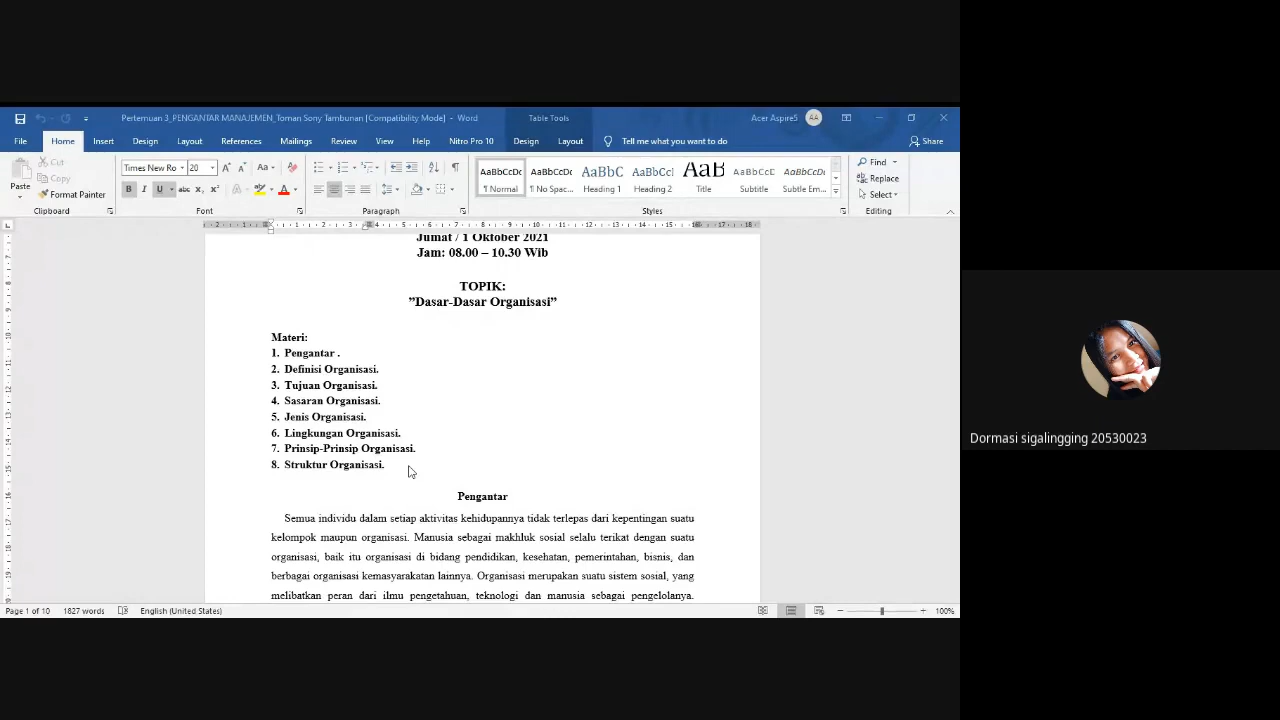 Pertemuan 3_PENGANTAR MANAJEMEN_Toman Sony Tambunan [Compatibility Mode] - Word
Table Tools
Acer Aspire5
AA
File Home Insert Design Layout References Mailings Review View Help Nitro Pro 10 Design Layout Tell me what you want to do Share
Paste
Cut
Copy
Format Painter
Times New Ro 20
AaBbCcDc AaBbCcDc AaBbC AaBbCcI AaB AaBbCcD AaBbCcDc
¶ Normal ¶ No Spac... Heading 1 Heading 2 Title Subtitle Subtle Em...
Find
Replace
Select
Clipboard Font Paragraph Styles Editing
Jumat / 1 Oktober 2021
Jam: 08.00 – 10.30 Wib
TOPIK:
”Dasar-Dasar Organisasi”
Materi:
1. Pengantar .
2. Definisi Organisasi.
3. Tujuan Organisasi.
4. Sasaran Organisasi.
5. Jenis Organisasi.
6. Lingkungan Organisasi.
7. Prinsip-Prinsip Organisasi.
8. Struktur Organisasi.
Pengantar
Semua individu dalam setiap aktivitas kehidupannya tidak terlepas dari kepentingan suatu
kelompok maupun organisasi. Manusia sebagai makhluk sosial selalu terikat dengan suatu
organisasi, baik itu organisasi di bidang pendidikan, kesehatan, pemerintahan, bisnis, dan
berbagai organisasi kemasyarakatan lainnya. Organisasi merupakan suatu sistem sosial, yang
melibatkan peran dari ilmu pengetahuan, teknologi dan manusia sebagai pengelolanya.
Page 1 of 10 1827 words English (United States) 100%
Dormasi sigalingging 20530023